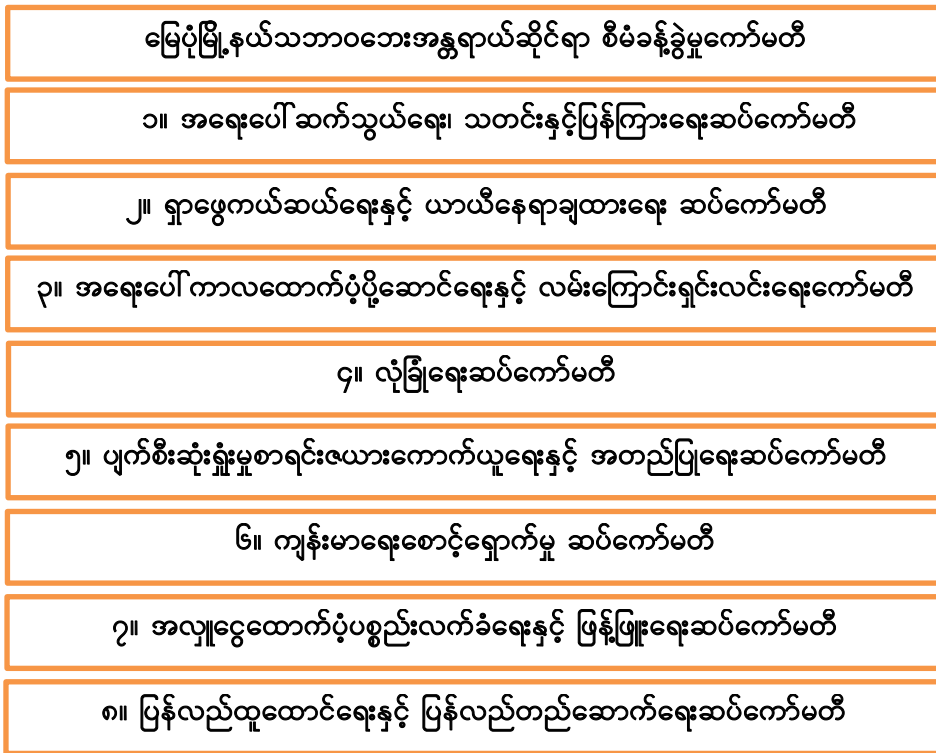 မြေပုံမြို့နယ်သဘာဝဘေးအန္တရာယ်ဆိုင်ရာ စီမံခန့်ခွဲမှုကော်မတီ
၁။ အရေးပေါ်ဆက်သွယ်ရေး၊ သတင်းနှင့်ပြန်ကြားရေးဆပ်ကော်မတီ
၂။ ရှာဖွေကယ်ဆယ်ရေးနှင့် ယာယီနေရာချထားရေး ဆပ်ကော်မတီ
၃။ အရေးပေါ်ကာလထောက်ပံ့ပို့ဆောင်ရေးနှင့် လမ်းကြောင်းရှင်းလင်းရေးကော်မတီ
၄။ လုံခြုံရေးဆပ်ကော်မတီ
၅။ ပျက်စီးဆုံးရှုံးမှုစာရင်းဇယားကောက်ယူရေးနှင့် အတည်ပြုရေးဆပ်ကော်မတီ
၆။ ကျန်းမာရေးစောင့်ရှောက်မှု ဆပ်ကော်မတီ
၇။ အလှူငွေထောက်ပံ့ပစ္စည်းလက်ခံရေးနှင့် ဖြန့်ဖြူးရေးဆပ်ကော်မတီ
၈။ ပြန်လည်ထူထောင်ရေးနှင့် ပြန်လည်တည်ဆောက်ရေးဆပ်ကော်မတီ